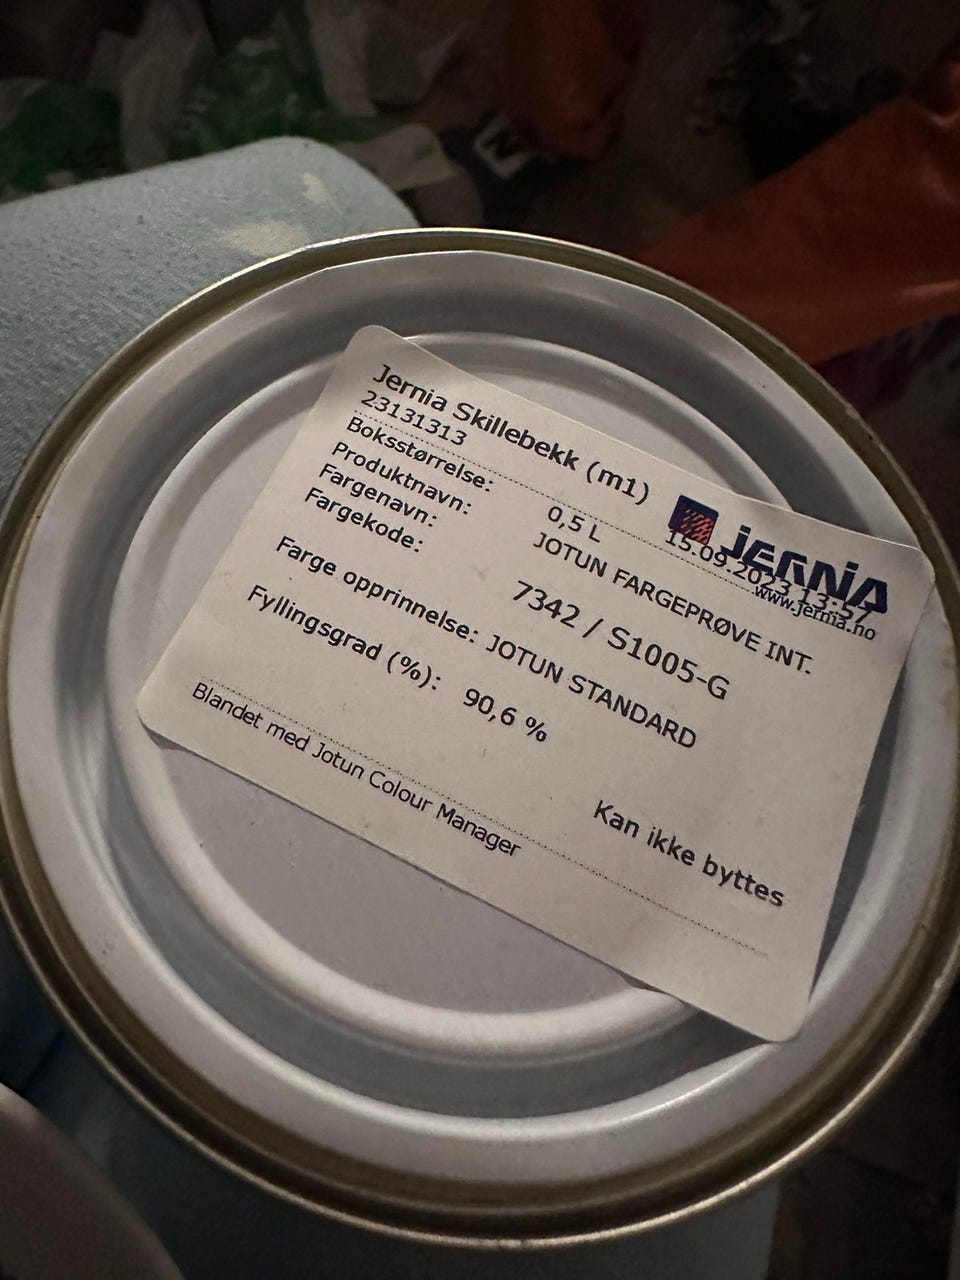 Jernia Skillebekk (m1)
23131313
JERNIA
15.09.2023 13:57
www.jernia.no
Boksstørrelse: 0,5 L
Produktnavn: JOTUN FARGEPRØVE INT.
Fargenavn:
Fargekode: 7342 / S1005-G
Farge opprinnelse: JOTUN STANDARD
Fyllingsgrad (%): 90,6 %
Kan ikke byttes
Blandet med Jotun Colour Manager